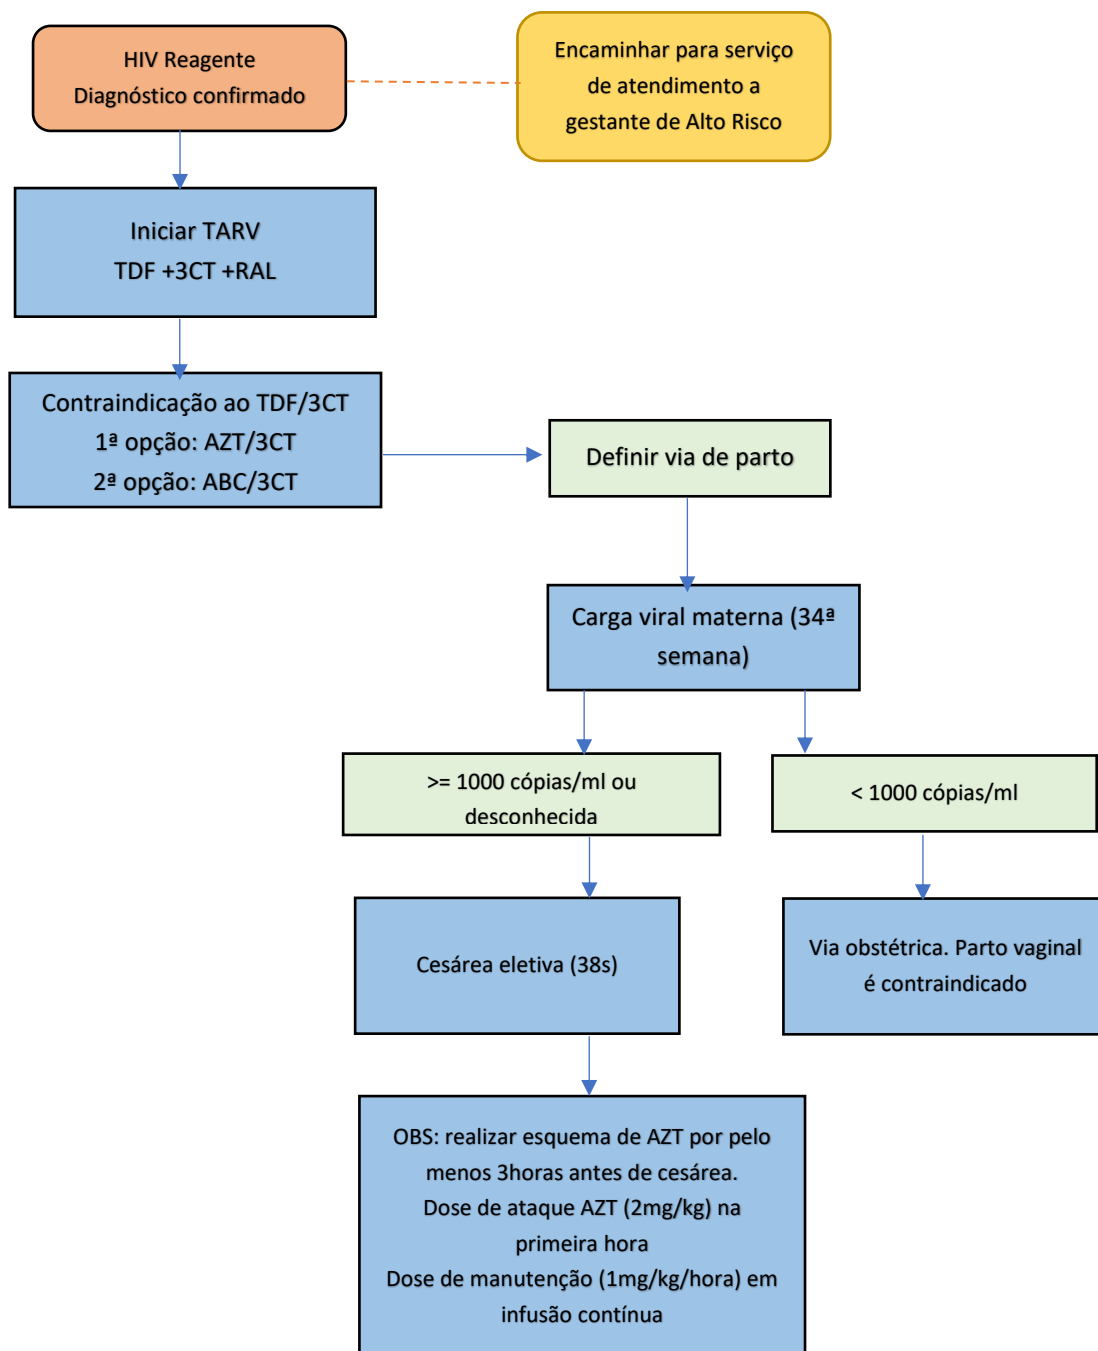 HIV Reagente
Diagnóstico confirmado
Encaminhar para serviço
de atendimento a
gestante de Alto Risco
Iniciar TARV
TDF +3CT +RAL
Contraindicação ao TDF/3CT
1ª opção: AZT/3CT
2ª opção: ABC/3CT
Definir via de parto
Carga viral materna (34ª
semana)
>= 1000 cópias/ml ou
desconhecida
< 1000 cópias/ml
Cesárea eletiva (38s)
Via obstétrica. Parto vaginal
é contraindicado
OBS: realizar esquema de AZT por pelo
menos 3horas antes de cesárea.
Dose de ataque AZT (2mg/kg) na
primeira hora
Dose de manutenção (1mg/kg/hora) em
infusão contínua